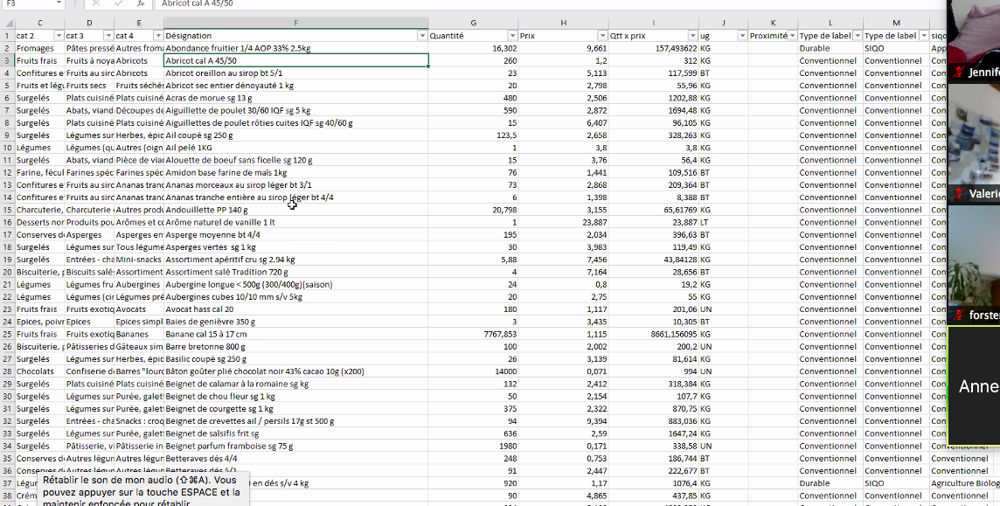 F3 fx Abricot cal A 45/50
C D E F G H I J K L M
1 cat 2 cat 3 cat 4 Désignation Quantité Prix Qtt x prix ug Proximité Type de label Type de label siqo
2 Fromages Pâtes pressé Autres from Abondance fruitier 1/4 AOP 33% 2.5kg 16,302 9,661 157,493622 KG Durable SIQO App
3 Fruits frais Fruits à noya Abricots Abricot cal A 45/50 260 1,2 312 KG Conventionnel Conventionnel Con
4 Confitures e Fruits au siro Abricots Abricot oreillon au sirop bt 5/1 23 5,113 117,599 BT Conventionnel Conventionnel Con
5 Fruits et légu Fruits secs Fruits séchés Abricot sec entier dénoyauté 1 kg 20 2,798 55,96 KG Conventionnel Conventionnel Con
6 Surgelés Plats cuisiné Plats cuisiné Acras de morue sg 13 g 480 2,506 1202,88 KG Conventionnel Conventionnel Con
7 Surgelés Abats, viand Découpes de Aiguillette de poulet 30/60 IQF sg 5 kg 590 2,872 1694,48 KG Conventionnel Conventionnel Con
8 Surgelés Plats cuisiné Plats cuisiné Aiguillettes de poulet rôties cuites IQF sg 40/60 g 15 6,407 96,105 KG Conventionnel Conventionnel Con
9 Surgelés Légumes sur Herbes, épic Ail coupé sg 250 g 123,5 2,658 328,263 KG Conventionnel Conventionnel Con
10 Légumes Légumes (qu Autres (oign Ail pelé 1KG 1 3,8 3,8 KG Conventionnel Conventionnel Con
11 Surgelés Abats, viand Pièce de viar Alouette de boeuf sans ficelle sg 120 g 15 3,76 56,4 KG Conventionnel Conventionnel Con
12 Farine, fécul Farines spéc Farines spéc Amidon base farine de maïs 1kg 76 1,441 109,516 BT Conventionnel Conventionnel Con
13 Confitures e Fruits au siro Ananas tranc Ananas morceaux au sirop léger bt 3/1 73 2,868 209,364 BT Conventionnel Conventionnel Con
14 Confitures e Fruits au siro Ananas tranc Ananas tranche entière au sirop léger bt 4/4 6 1,398 8,388 BT Conventionnel Conventionnel Con
15 Charcuterie, Charcuterie Autres produ Andouillette PP 140 g 20,798 3,155 65,61769 KG Conventionnel Conventionnel Con
16 Desserts nor Produits pou Arômes et co Arôme naturel de vanille 1 lt 1 23,887 23,887 LT Conventionnel Conventionnel Con
17 Conserves d Asperges Asperges en Asperge moyenne bt 4/4 195 2,034 396,63 BT Conventionnel Conventionnel Con
18 Surgelés Légumes sur Tous légume Asperges vertes sg 1 kg 30 3,983 119,49 KG Conventionnel Conventionnel Con
19 Surgelés Entrées - cha Mini-snacks Assortiment apéritif cru sg 2.94 kg 5,88 7,456 43,84128 KG Conventionnel Conventionnel Con
20 Biscuiterie, p Biscuits salés Assortiment Assortiment salé Tradition 720 g 4 7,164 28,656 BT Conventionnel Conventionnel Con
21 Légumes Légumes fru Aubergines Aubergine longue < 500g (300/400g)(saison) 24 0,8 19,2 KG Conventionnel Conventionnel Con
22 Légumes Légumes (cir Légumes pré Aubergines cubes 10/10 mm s/v 5kg 20 2,75 55 KG Conventionnel Conventionnel Con
23 Fruits frais Fruits exotiq Avocats Avocat hass cal 20 180 1,117 201,06 UN Conventionnel Conventionnel Con
24 Epices, poivr Epices Epices simpl Baies de genièvre 350 g 3 3,435 10,305 BT Conventionnel Conventionnel Con
25 Fruits frais Fruits exotiq Bananes Banane cal 15 à 17 cm 7767,853 1,115 8661,156095 KG Conventionnel Conventionnel Con
26 Biscuiterie, p Pâtisseries d Gâteaux sim Barre bretonne 800 g 100 2,002 200,2 UN Conventionnel Conventionnel Con
27 Surgelés Légumes sur Herbes, épic Basilic coupé sg 250 g 26 3,139 81,614 KG Conventionnel Conventionnel Con
28 Chocolats Confiserie d Barres "lourd Bâton goûter plié chocolat noir 43% cacao 10g (x200) 14000 0,071 994 UN Conventionnel Conventionnel Con
29 Surgelés Plats cuisiné Plats cuisiné Beignet de calamar à la romaine sg kg 132 2,412 318,384 KG Conventionnel Conventionnel Con
30 Surgelés Légumes sur Purée, galet Beignet de chou fleur sg 1 kg 50 2,154 107,7 KG Conventionnel Conventionnel Con
31 Surgelés Légumes sur Purée, galet Beignet de courgette sg 1 kg 375 2,322 870,75 KG Conventionnel Conventionnel Con
32 Surgelés Entrées - cha Snacks : croq Beignet de crevettes ail / persils 17g st 500 g 94 9,394 883,036 KG Conventionnel Conventionnel Con
33 Surgelés Légumes sur Purée, galet Beignet de salsifis frit sg 636 2,59 1647,24 KG Conventionnel Conventionnel Con
34 Surgelés Pâtisserie, vi Pâtisserie in Beignet parfum framboise sg 75 g 1980 0,171 338,58 UN Conventionnel Conventionnel Conventionnel
35 Conserves d Autres légun Autres légun Betteraves dés 4/4 248 0,753 186,744 BT Conventionnel Conventionnel Conventionnel
36 Conserves d Autres légun Autres légun Betteraves dés 5/1 91 2,447 222,677 BT Conventionnel Conventionnel Conventionnel
37 Légur en dés s/v 4 kg 920 1,17 1076,4 KG Durable SIQO Agriculture Biolog
38 Crém 90 4,865 437,85 KG Conventionnel Conventionnel Conventionnel
Rétablir le son de mon audio (⇧⌘A). Vous
pouvez appuyer sur la touche ESPACE et la
maintenir enfoncée pour rétablir
Jennife
Valerie
forste
Anne